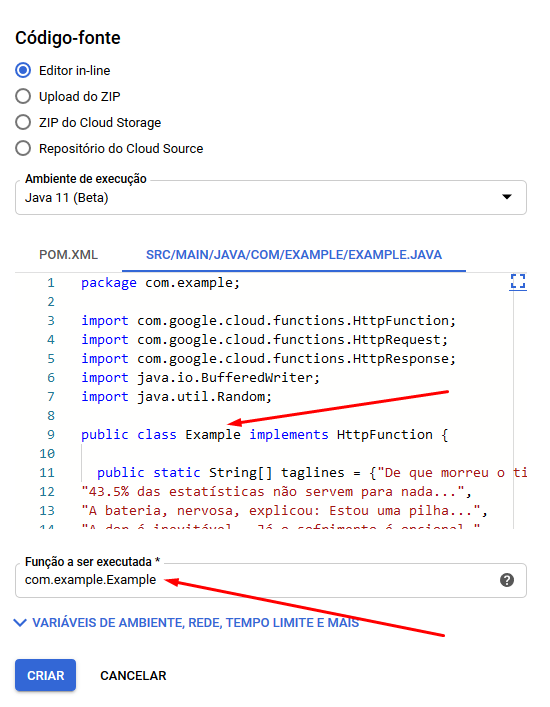 Código-fonte
Editor in-line
Upload do ZIP
ZIP do Cloud Storage
Repositório do Cloud Source
Ambiente de execução
Java 11 (Beta)
POM.XML SRC/MAIN/JAVA/COM/EXAMPLE/EXAMPLE.JAVA
1 package com.example;
2
3 import com.google.cloud.functions.HttpFunction;
4 import com.google.cloud.functions.HttpRequest;
5 import com.google.cloud.functions.HttpResponse;
6 import java.io.BufferedWriter;
7 import java.util.Random;
8
9 public class Example implements HttpFunction {
10
11 public static String[] taglines = {"De que morreu o ti
12 "43.5% das estatísticas não servem para nada...",
13 "A bateria, nervosa, explicou: Estou uma pilha...",
14 "A dor é inevitável. Já o sofrimento é opcional."
Função a ser executada *
com.example.Example
?
VARIÁVEIS DE AMBIENTE, REDE, TEMPO LIMITE E MAIS
CRIAR CANCELAR